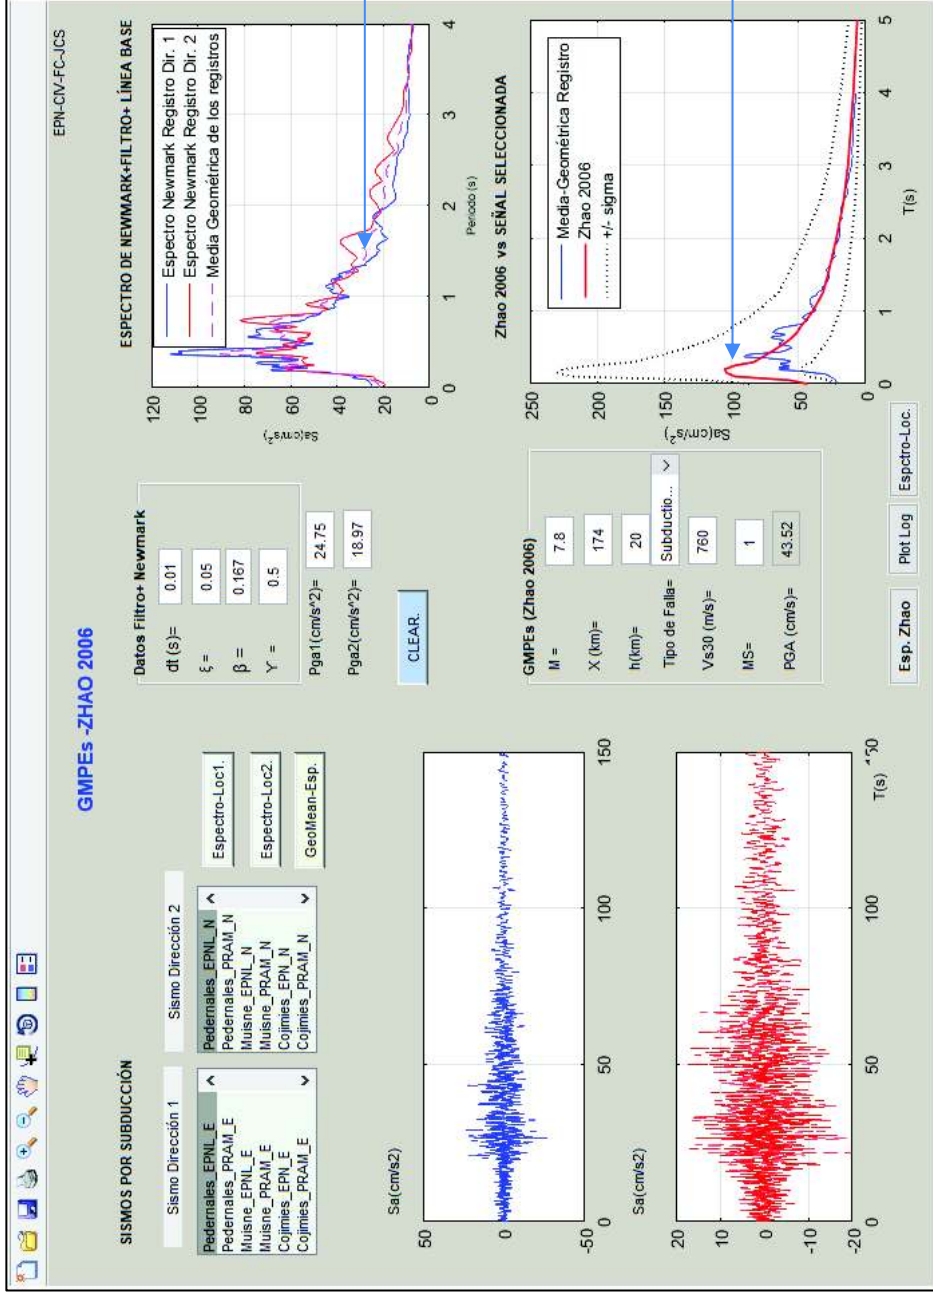 EPN-CIV-FC-JCS
GMPEs -ZHAO 2006
SISMOS POR SUBDUCCIÓN
Sismo Dirección 1
Pedernales_EPNL_E
Pedernales_PRAM_E
Muisne_EPNL_E
Muisne_PRAM_E
Cojimies_EPN_E
Cojimies_PRAM_E
Sismo Dirección 2
Pedernales_EPNL_N
Pedernales_PRAM_N
Muisne_EPNL_N
Muisne_PRAM_N
Cojimies_EPN_N
Cojimies_PRAM_N
Espectro-Loc1.
Espectro-Loc2.
GeoMean-Esp.
Datos Filtro+ Newmark
dt (s)= 0.01
ξ = 0.05
β = 0.167
Y = 0.5
Pga1(cm/s^2)= 24.75
Pga2(cm/s^2)= 18.97
CLEAR.
ESPECTRO DE NEWMARK+FILTRO+ LÍNEA BASE
Espectro Newmark Registro Dir. 1
Espectro Newmark Registro Dir. 2
Media Geométrica de los registros
Sa(cm/s²)
120
100
80
60
40
20
0
0 1 2 3 4
Periodo (s)
Sa(cm/s2)
50
0
-50
0 50 100 150
Sa(cm/s2)
20
10
0
-10
-20
0 50 100
T(s)
GMPEs (Zhao 2006)
M = 7.8
X (km)= 174
h(km)= 20
Tipo de Falla= Subductio...
Vs30 (m/s)= 760
MS= 1
PGA (cm/s)= 43.52
Esp. Zhao
Plot Log
Espctro-Loc.
Zhao 2006 vs SEÑAL SELECCIONADA
Media-Geométrica Registro
Zhao 2006
+/- sigma
Sa(cm/s²)
250
200
150
100
50
0
0 1 2 3 4 5
T(s)